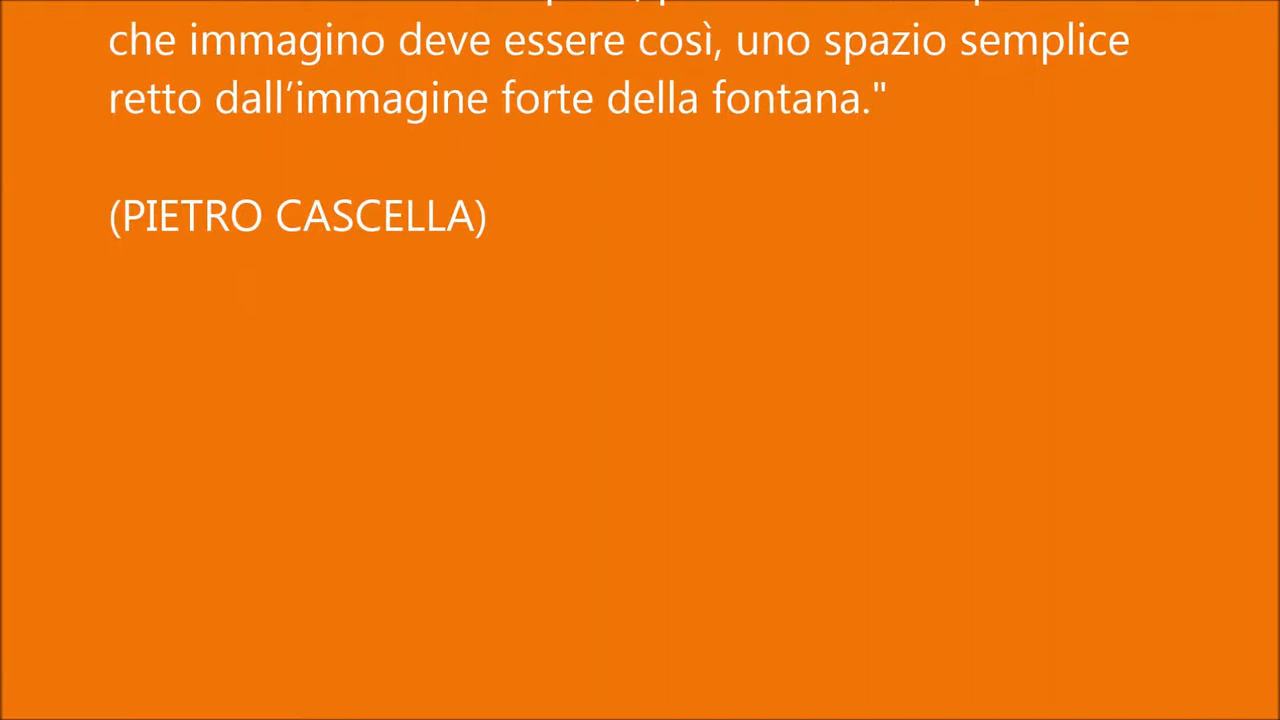 che immagino deve essere così, uno spazio semplice
retto dall’immagine forte della fontana."
(PIETRO CASCELLA)